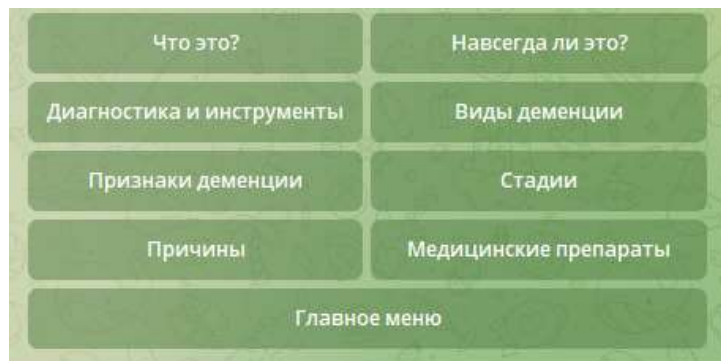 Что это?
Навсегда ли это?
Диагностика и инструменты
Виды деменции
Признаки деменции
Стадии
Причины
Медицинские препараты
Главное меню